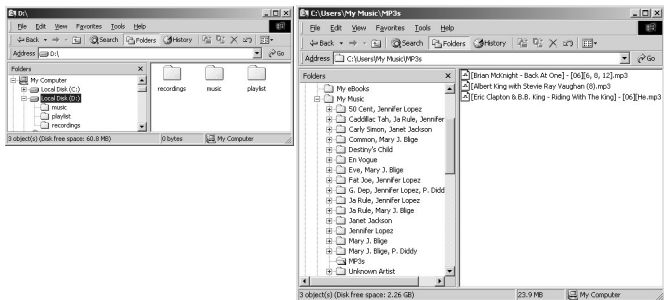 D:\
File Edit View Favorites Tools Help
Back Search Folders History
Address D:\ Go
Folders
My Computer
Local Disk (C:)
Local Disk (D:)
music
playlist
recordings
recordings music playlist
3 object(s) (Disk free space: 60.8 MB) 0 bytes My Computer
C:\Users\My Music\MP3s
File Edit View Favorites Tools Help
Back Search Folders History
Address C:\Users\My Music\MP3s Go
Folders
My eBooks
My Music
50 Cent, Jennifer Lopez
Caddillac Tah, Ja Rule, Jennifer
Carly Simon, Janet Jackson
Common, Mary J. Blige
Destiny's Child
En Vogue
Eve, Mary J. Blige
Fat Joe, Jennifer Lopez
G. Dep, Jennifer Lopez, P. Didd
Ja Rule, Jennifer Lopez
Ja Rule, Mary J. Blige
Janet Jackson
Jennifer Lopez
Mary J. Blige
Mary J. Blige, P. Diddy
MP3s
Unknown Artist
[Brian McKnight - Back At One] - [06][6, 8, 12].mp3
[Albert King with Stevie Ray Vaughan (8).mp3
[Eric Clapton & B.B. King - Riding With The King] - [06][He.mp3
3 object(s) (Disk free space: 2.26 GB) 23.9 MB My Computer